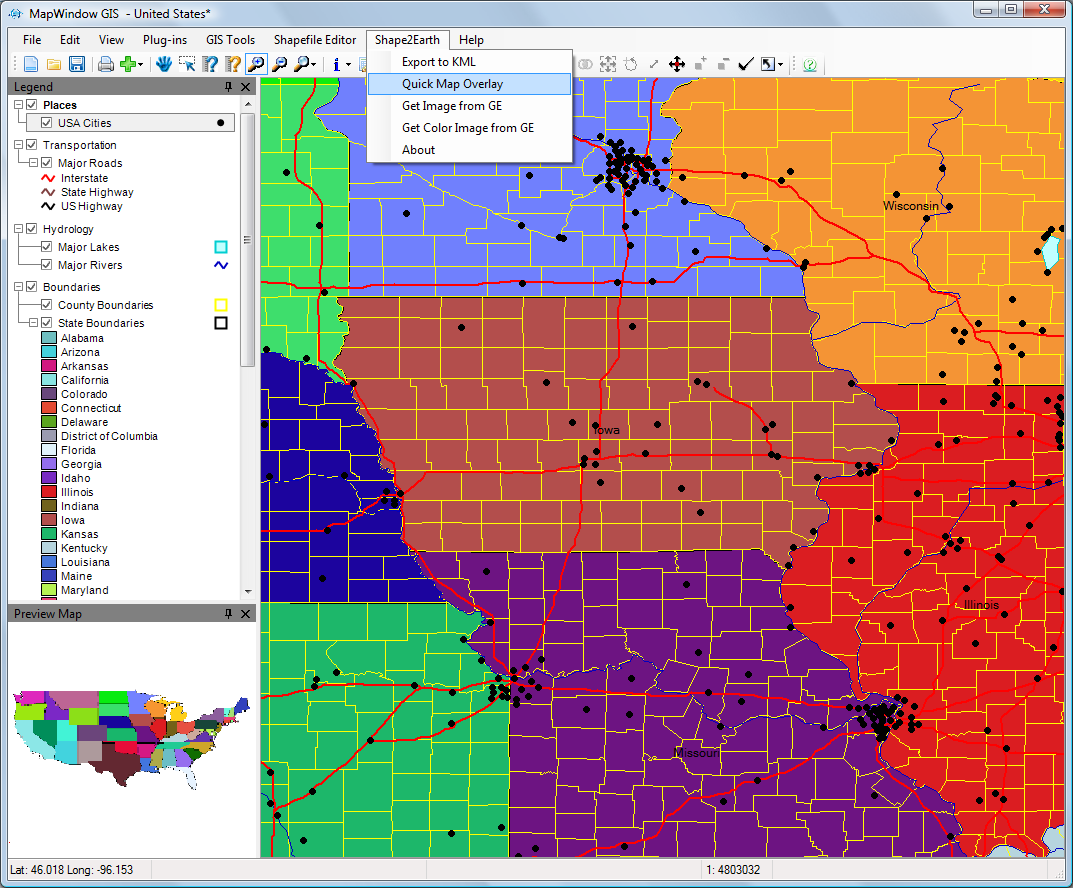 MapWindow GIS - United States*
File Edit View Plug-ins GIS Tools Shapefile Editor Shape2Earth Help
Export to KML
Quick Map Overlay
Get Image from GE
Get Color Image from GE
About
Legend
Places
USA Cities
Transportation
Major Roads
Interstate
State Highway
US Highway
Hydrology
Major Lakes
Major Rivers
Boundaries
County Boundaries
State Boundaries
Alabama
Arizona
Arkansas
California
Colorado
Connecticut
Delaware
District of Columbia
Florida
Georgia
Idaho
Illinois
Indiana
Iowa
Kansas
Kentucky
Louisiana
Maine
Maryland
Preview Map
Wisconsin
Iowa
Illinois
Missouri
Lat: 46.018 Long: -96.153
1: 4803032